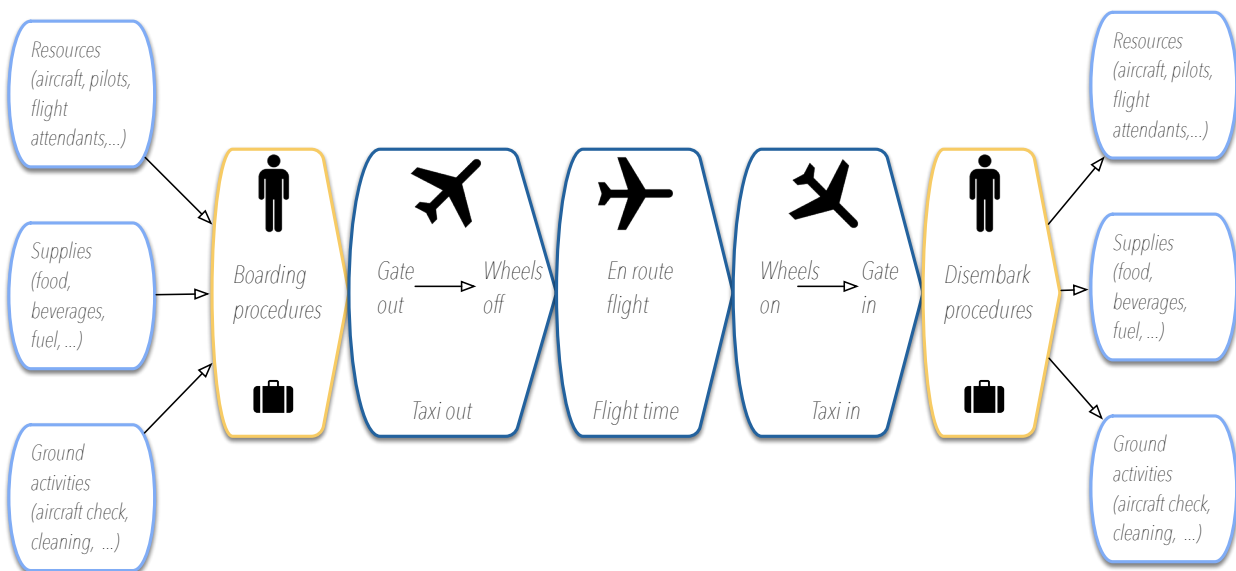 Resources
(aircraft, pilots,
flight
attendants,...)
Supplies
(food,
beverages,
fuel, ...)
Ground
activities
(aircraft check,
cleaning, ...)
Boarding
procedures
Gate
out
Wheels
off
Taxi out
En route
flight
Flight time
Wheels
on
Gate
in
Taxi in
Disembark
procedures
Resources
(aircraft, pilots,
flight
attendants,...)
Supplies
(food,
beverages,
fuel, ...)
Ground
activities
(aircraft check,
cleaning, ...)